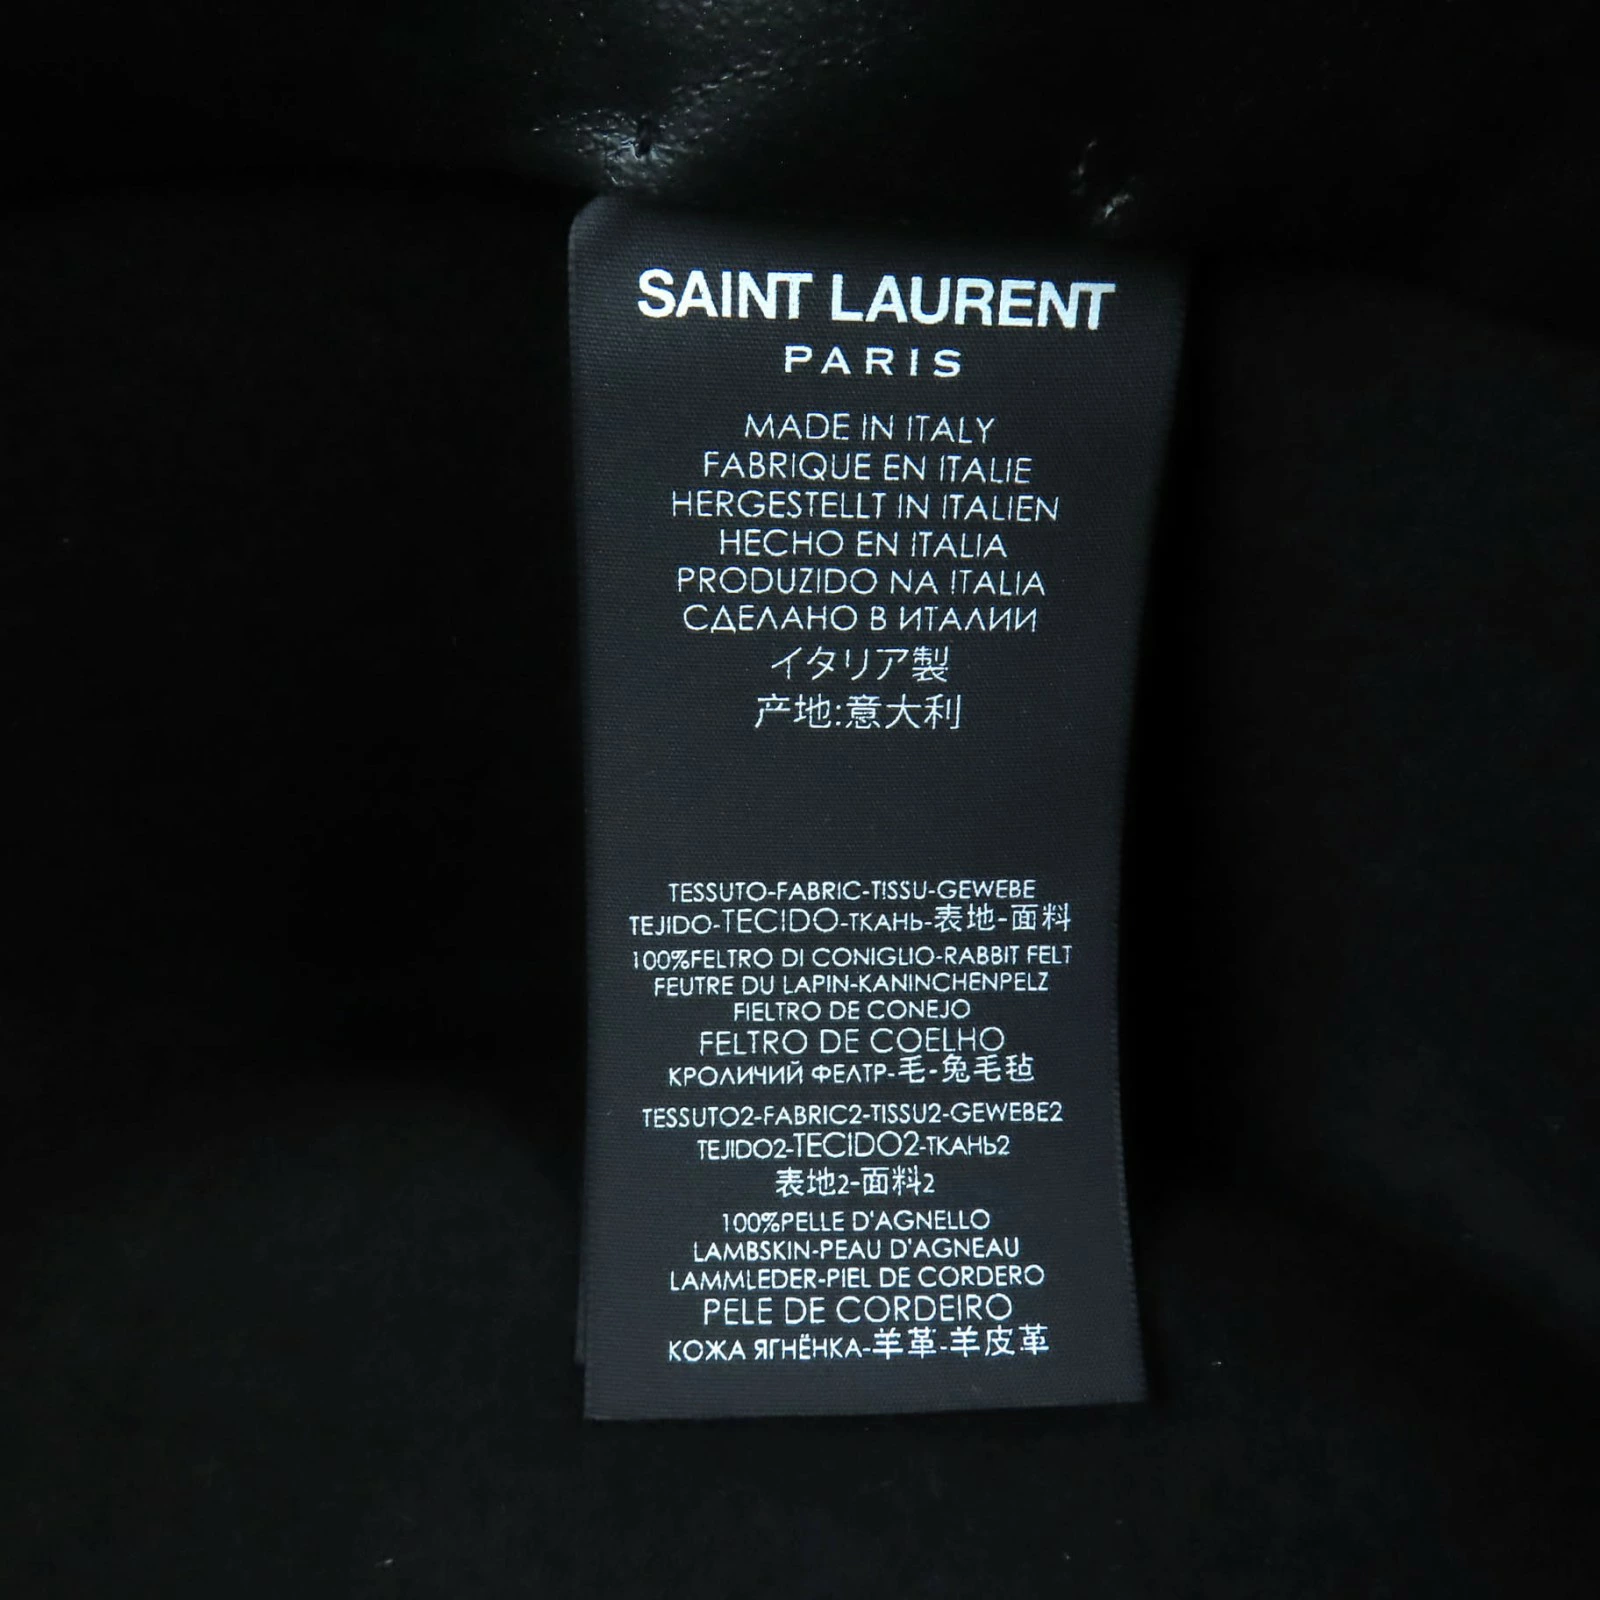 SAINT LAURENT
PARIS
MADE IN ITALY
FABRIQUE EN ITALIE
HERGESTELLT IN ITALIEN
HECHO EN ITALIA
PRODUZIDO NA ITALIA
СДЕЛАНО В ИТАЛИИ
イタリア製
产地:意大利
TESSUTO-FABRIC-TISSU-GEWEBE
TEJIDO-TECIDO-ТКАНЬ-表地-面料
100%FELTRO DI CONIGLIO-RABBIT FELT
FEUTRE DU LAPIN-KANINCHENPELZ
FIELTRO DE CONEJO
FELTRO DE COELHO
КРОЛИЧИЙ ФЕЛТР-毛-兔毛毡
TESSUTO2-FABRIC2-TISSU2-GEWEBE2
TEJIDO2-TECIDO2-ТКАНЬ2
表地2-面料2
100%PELLE D'AGNELLO
LAMBSKIN-PEAU D'AGNEAU
LAMMLEDER-PIEL DE CORDERO
PELE DE CORDEIRO
КОЖА ЯГНЁНКА-羊革-羊皮革